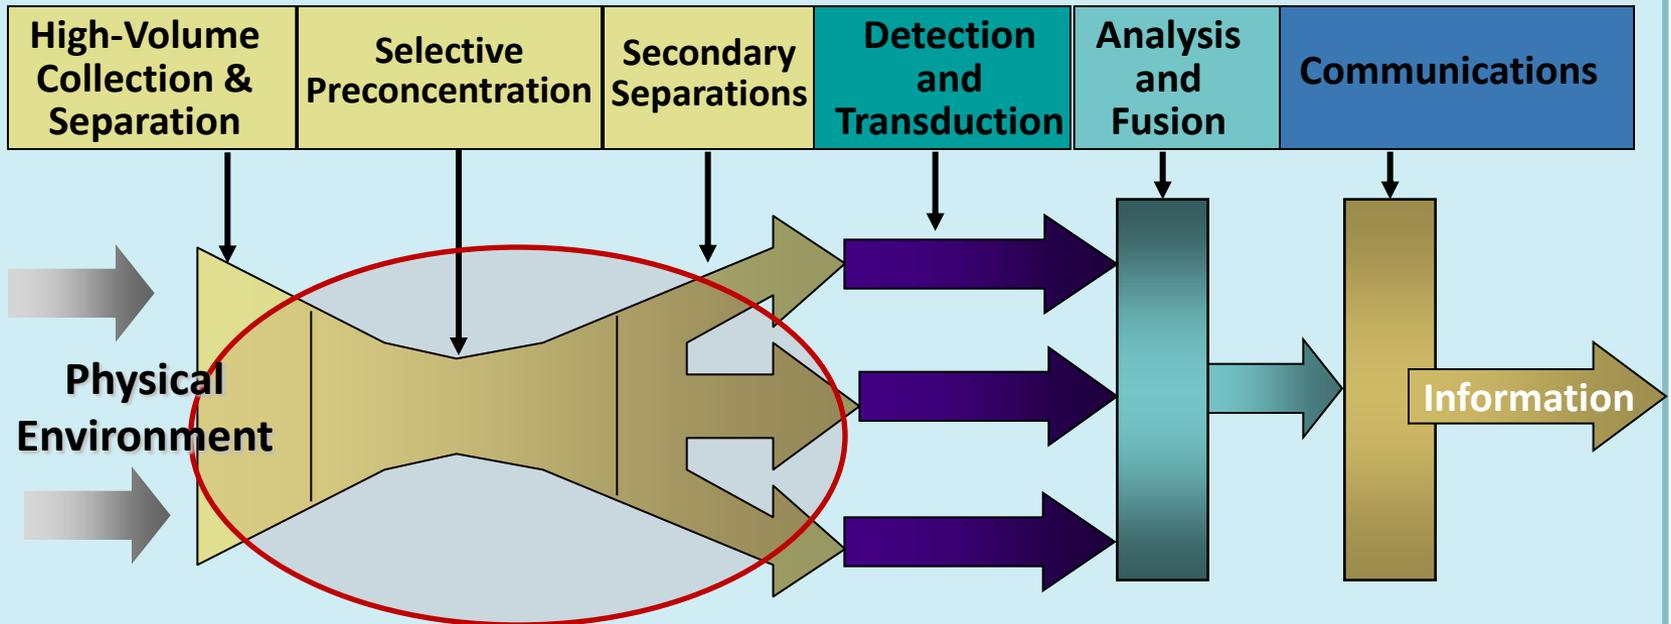 High-Volume
Collection &
Separation
Selective
Preconcentration
Secondary
Separations
Detection
and
Transduction
Analysis
and
Fusion
Communications
Physical
Environment
Information